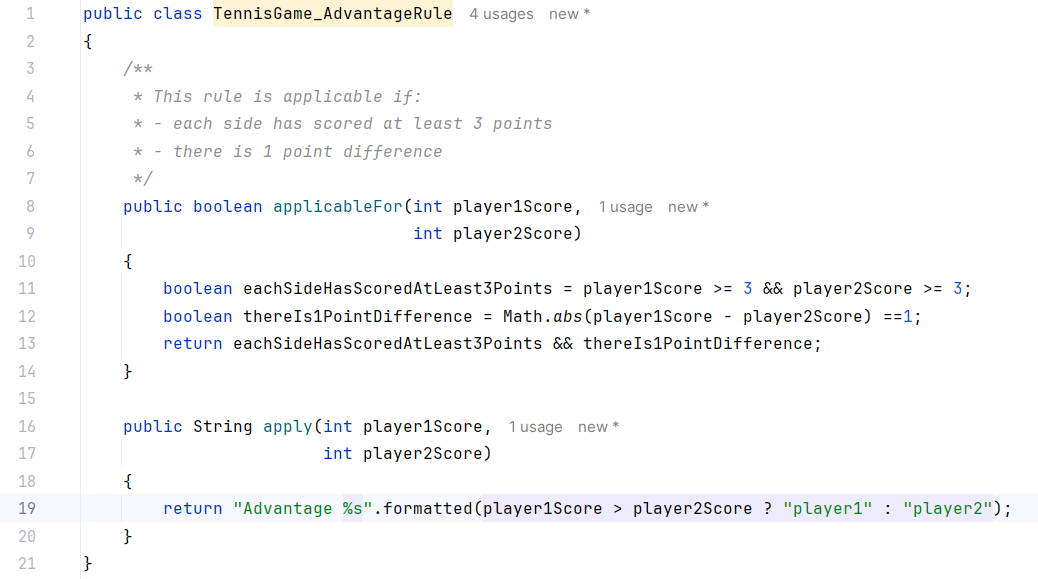 1 public class TennisGame_AdvantageRule 4 usages new *
2 {
3 /**
4 * This rule is applicable if:
5 * - each side has scored at least 3 points
6 * - there is 1 point difference
7 */
8 public boolean applicableFor(int player1Score, 1 usage new *
9 int player2Score)
10 {
11 boolean eachSideHasScoredAtLeast3Points = player1Score >= 3 && player2Score >= 3;
12 boolean thereIs1PointDifference = Math.abs(player1Score - player2Score) ==1;
13 return eachSideHasScoredAtLeast3Points && thereIs1PointDifference;
14 }
15
16 public String apply(int player1Score, 1 usage new *
17 int player2Score)
18 {
19 return "Advantage %s".formatted(player1Score > player2Score ? "player1" : "player2");
20 }
21 }